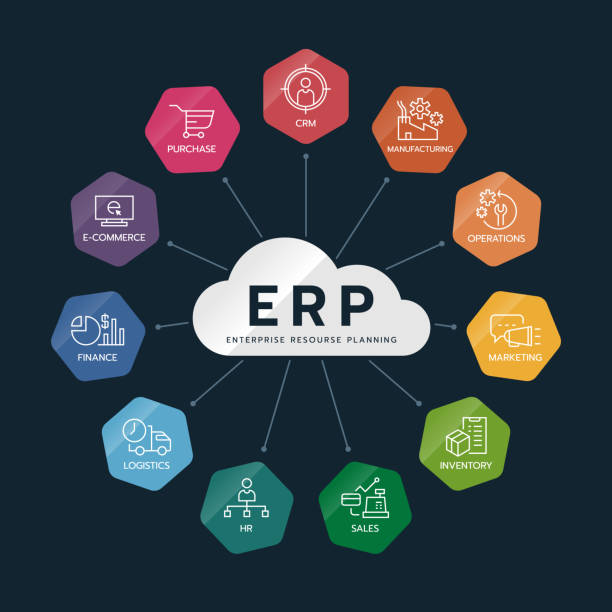 CRM
PURCHASE
MANUFACTURING
E-COMMERCE
OPERATIONS
ERP
ENTERPRISE RESOURSE PLANNING
FINANCE
MARKETING
LOGISTICS
INVENTORY
HR
SALES